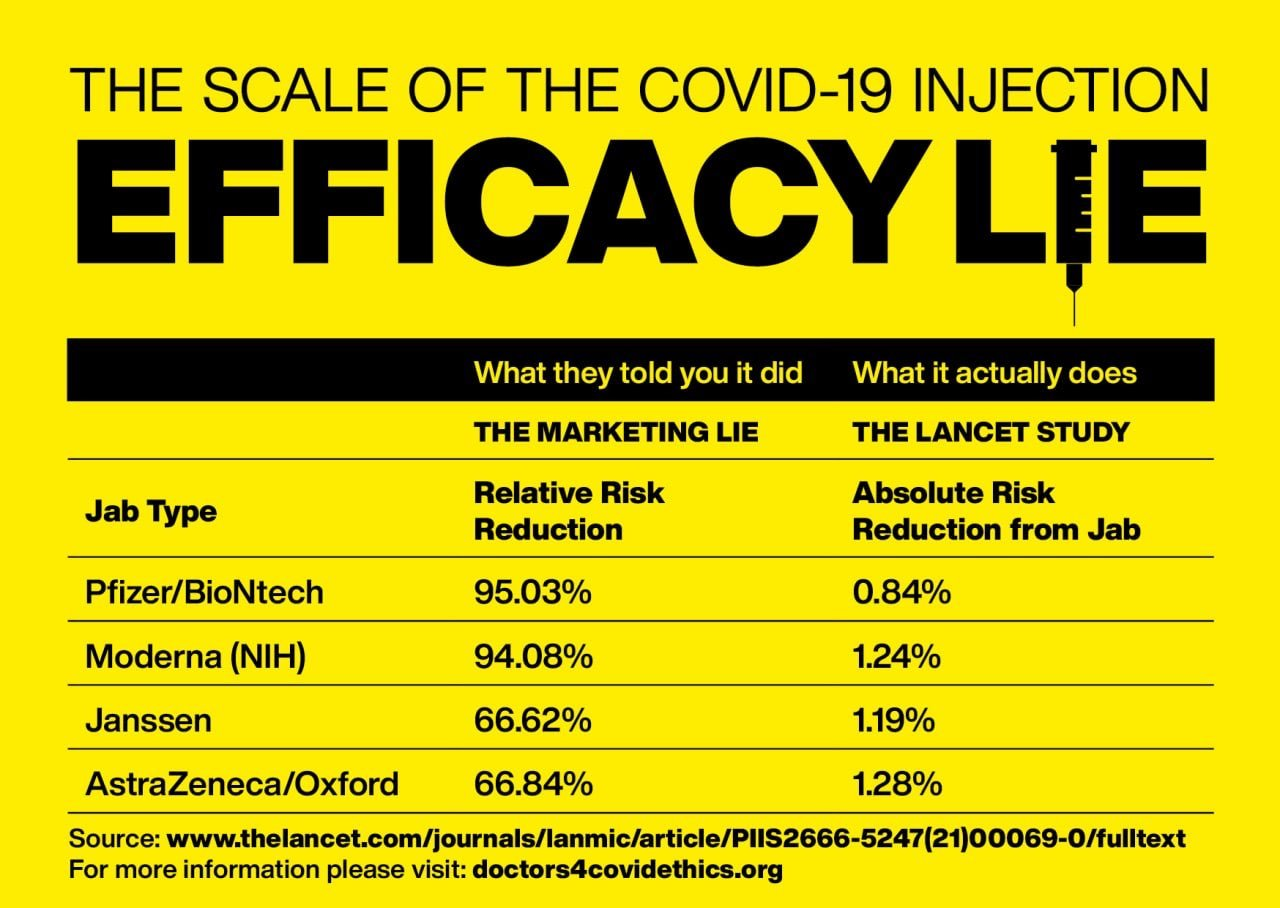 THE SCALE OF THE COVID-19 INJECTION
EFFICACY LIE
What they told you it did What it actually does
THE MARKETING LIE THE LANCET STUDY
Jab Type Relative Risk Reduction Absolute Risk Reduction from Jab
Pfizer/BioNtech 95.03% 0.84%
Moderna (NIH) 94.08% 1.24%
Janssen 66.62% 1.19%
AstraZeneca/Oxford 66.84% 1.28%
Source: www.thelancet.com/journals/lanmic/article/PIIS2666-5247(21)00069-0/fulltext
For more information please visit: doctors4covidethics.org